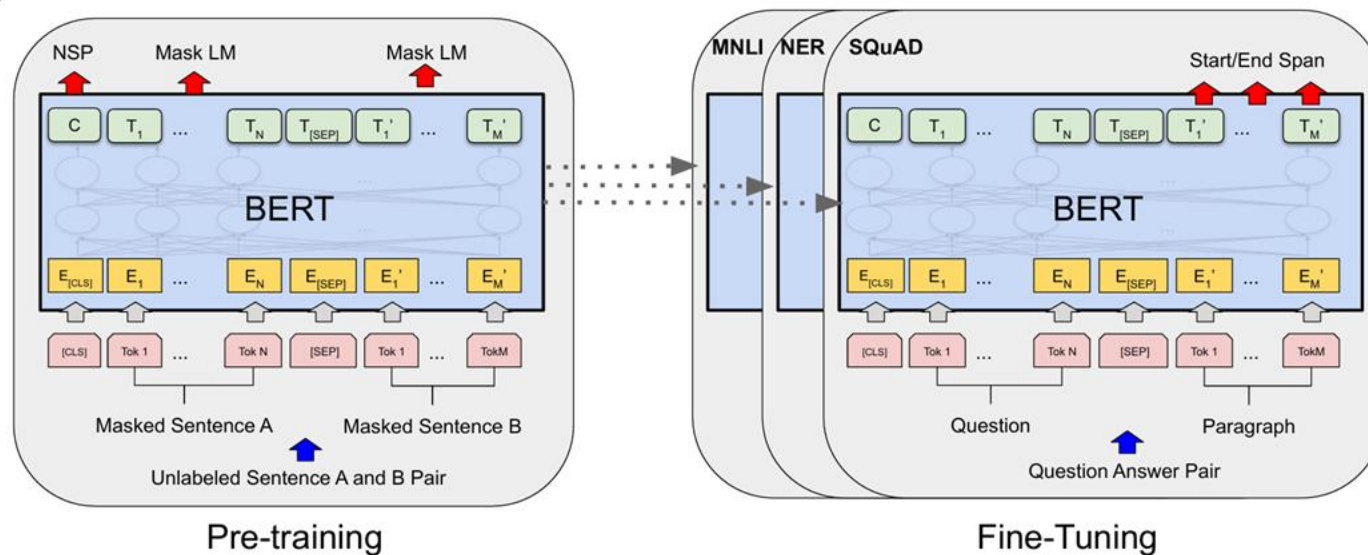 NSP Mask LM Mask LM
C T1 ... TN T[SEP] T1' ... TM'
...
BERT
...
E[CLS] E1 ... EN E[SEP] E1' ... EM'
[CLS] Tok 1 ... Tok N [SEP] Tok 1 ... TokM
Masked Sentence A Masked Sentence B
Unlabeled Sentence A and B Pair
Pre-training
MNLI NER SQuAD
Start/End Span
C T1 ... TN T[SEP] T1' ... TM'
...
BERT
...
E[CLS] E1 ... EN E[SEP] E1' ... EM'
[CLS] Tok 1 ... Tok N [SEP] Tok 1 ... TokM
Question Paragraph
Question Answer Pair
Fine-Tuning